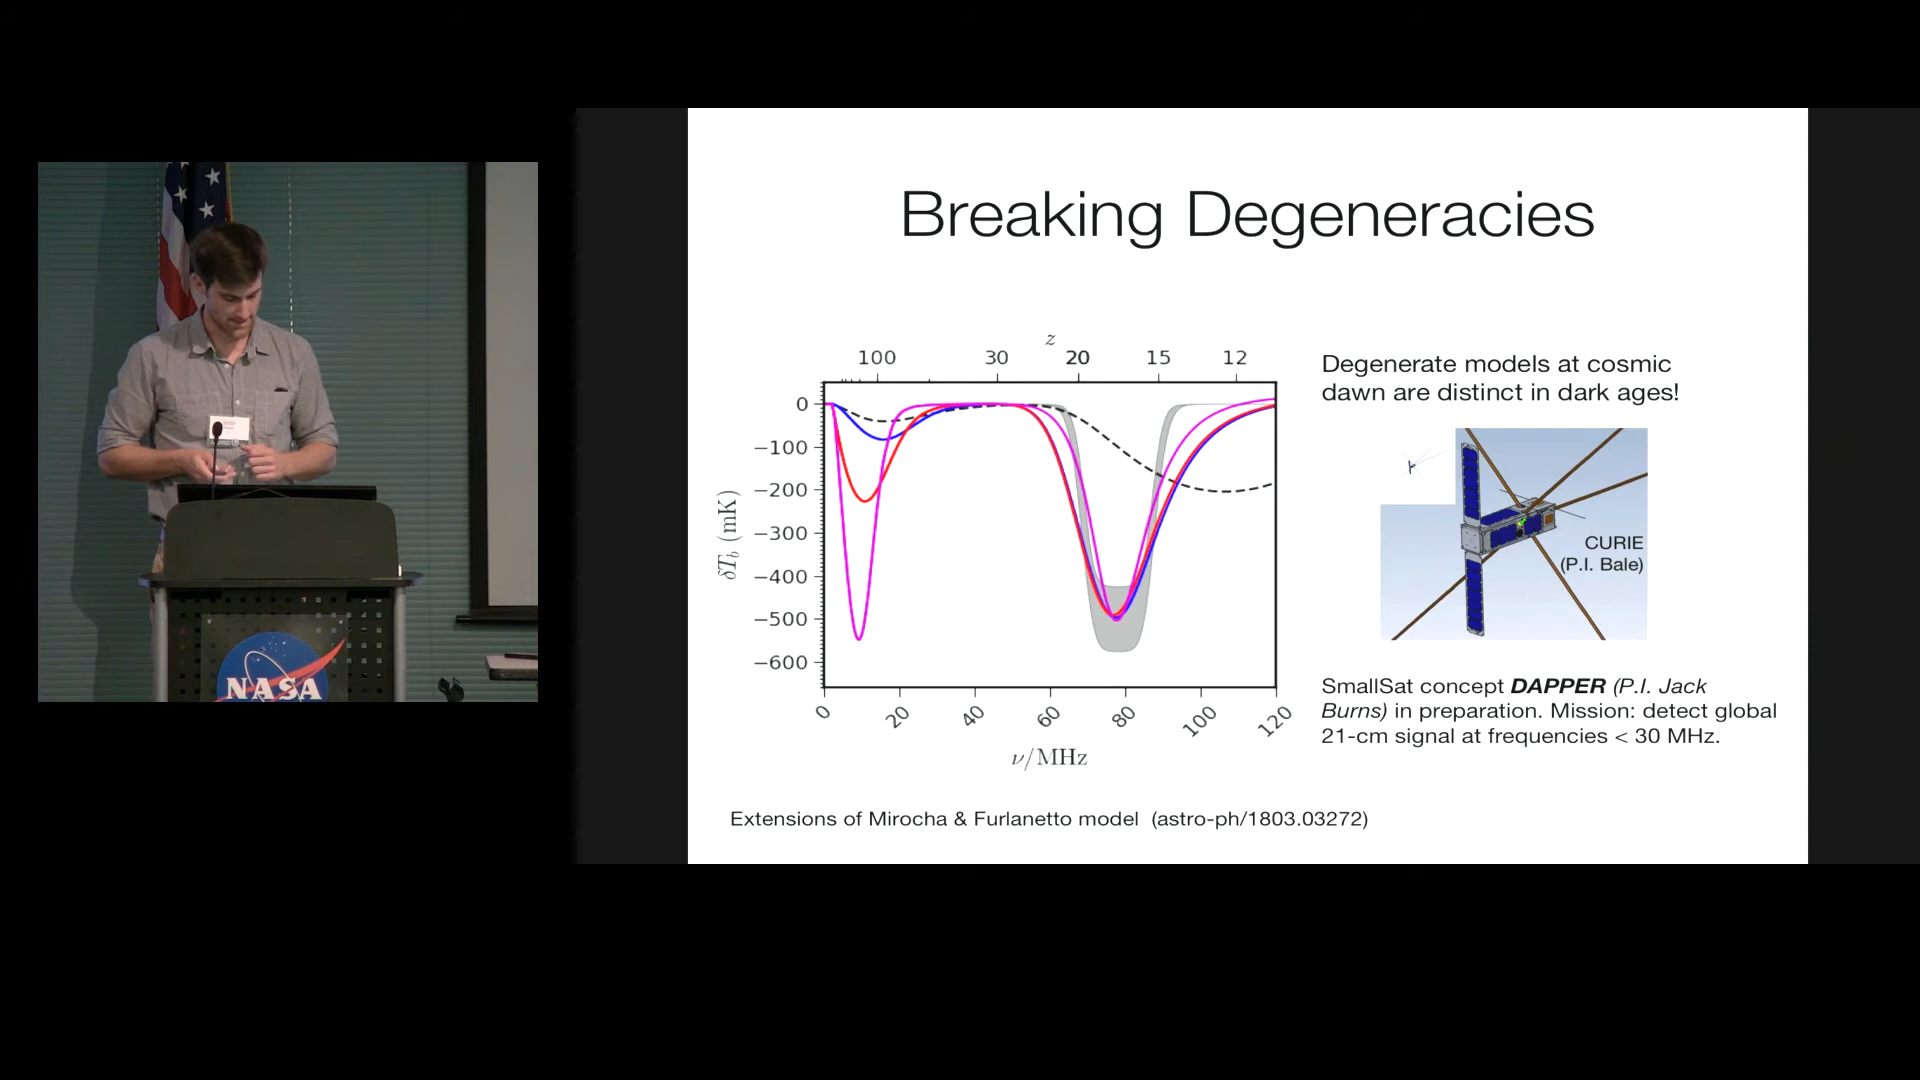 Breaking Degeneracies
z
100 30 20 15 12
0
−100
−200
−300
−400
−500
−600
δT_b (mK)
0 20 40 60 80 100 120
ν/MHz
Degenerate models at cosmic
dawn are distinct in dark ages!
CURIE
(P.I. Bale)
SmallSat concept DAPPER (P.I. Jack
Burns) in preparation. Mission: detect global
21-cm signal at frequencies < 30 MHz.
Extensions of Mirocha & Furlanetto model (astro-ph/1803.03272)
NASA